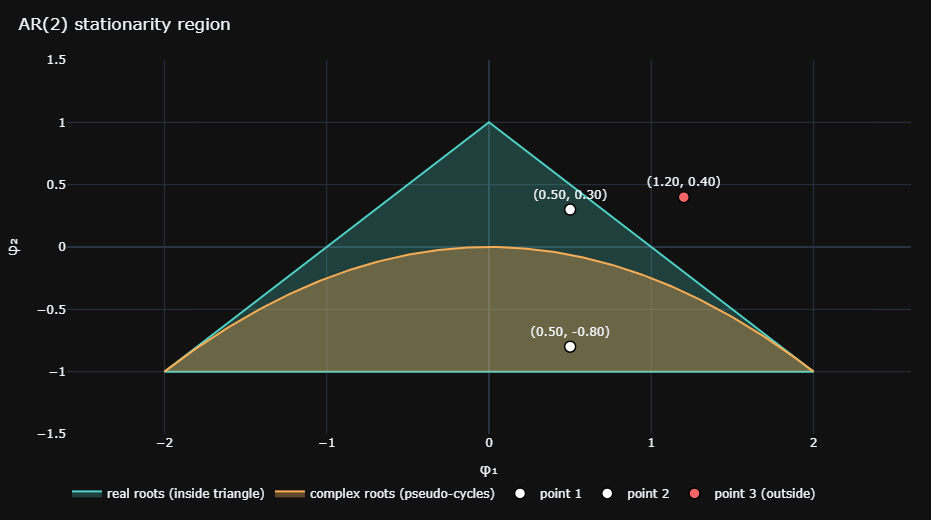 AR(2) stationarity region
1.5
1
0.5
0
−0.5
−1
−1.5
φ₂
(0.50, 0.30)
(1.20, 0.40)
(0.50, -0.80)
−2
−1
0
1
2
φ₁
real roots (inside triangle)
complex roots (pseudo-cycles)
point 1
point 2
point 3 (outside)